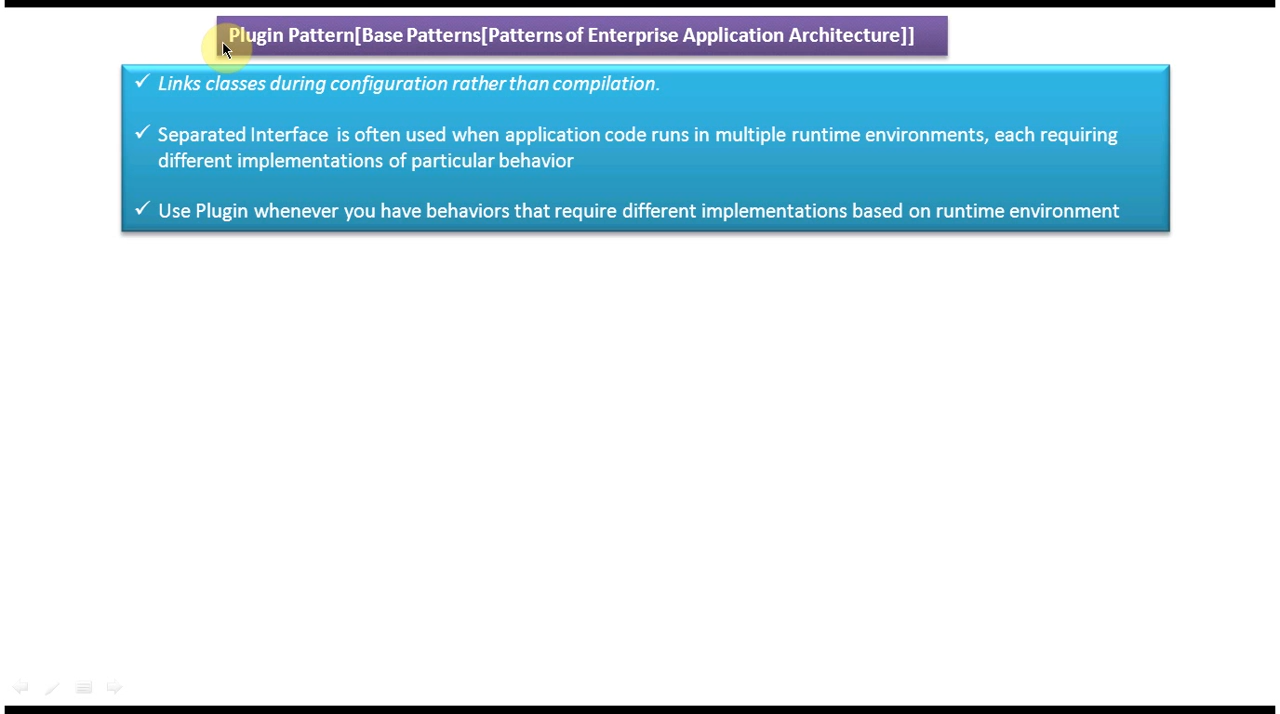 Plugin Pattern[Base Patterns[Patterns of Enterprise Application Architecture]]
✓ Links classes during configuration rather than compilation.
✓ Separated Interface is often used when application code runs in multiple runtime environments, each requiring
different implementations of particular behavior
✓ Use Plugin whenever you have behaviors that require different implementations based on runtime environment